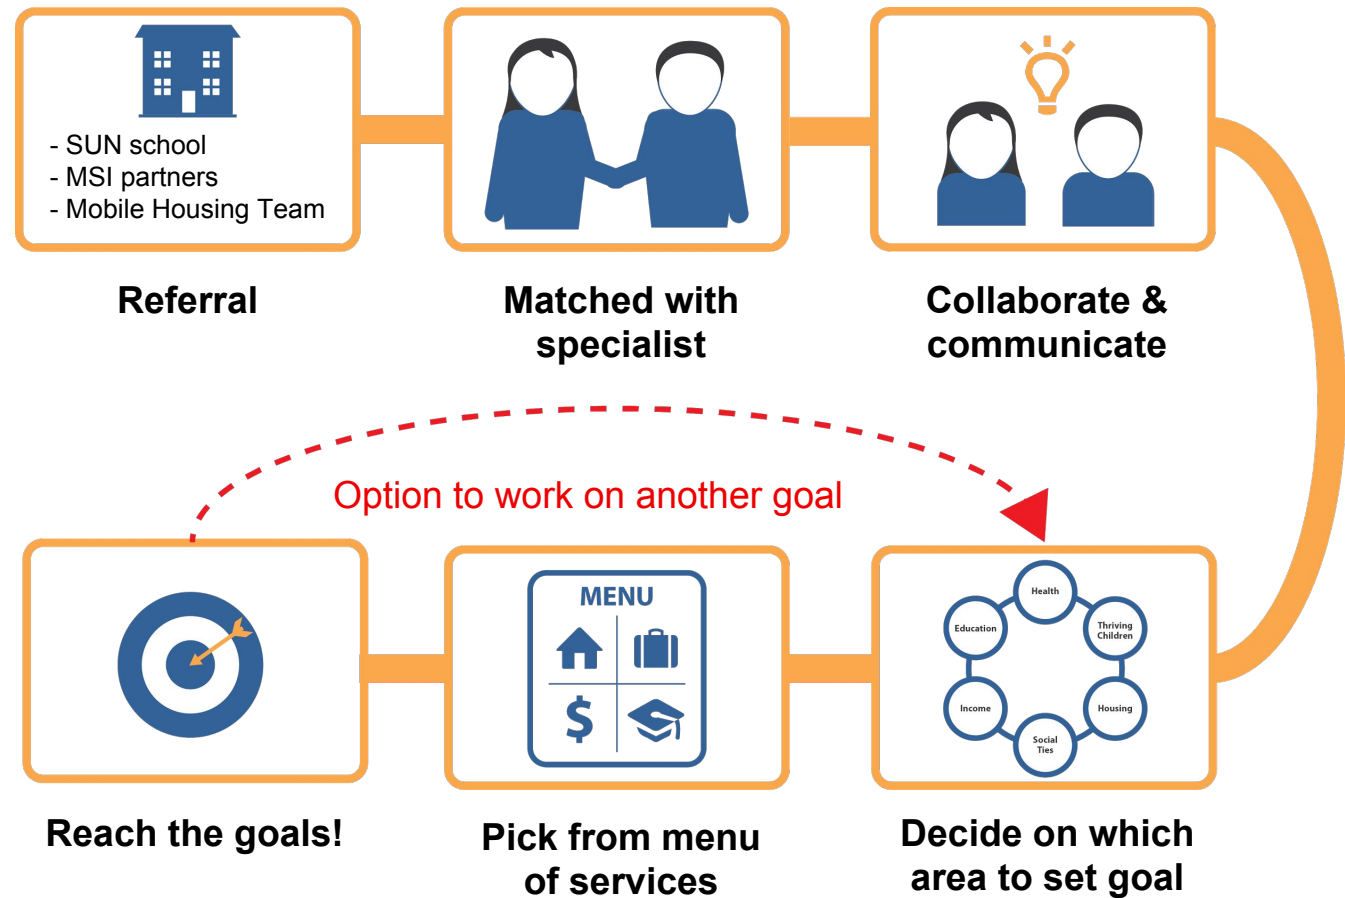 - SUN school
- MSI partners
- Mobile Housing Team
Referral
Matched with
specialist
Collaborate &
communicate
Option to work on another goal
Reach the goals!
MENU
$
Pick from menu
of services
Health
Thriving
Children
Housing
Social
Ties
Income
Education
Decide on which
area to set goal